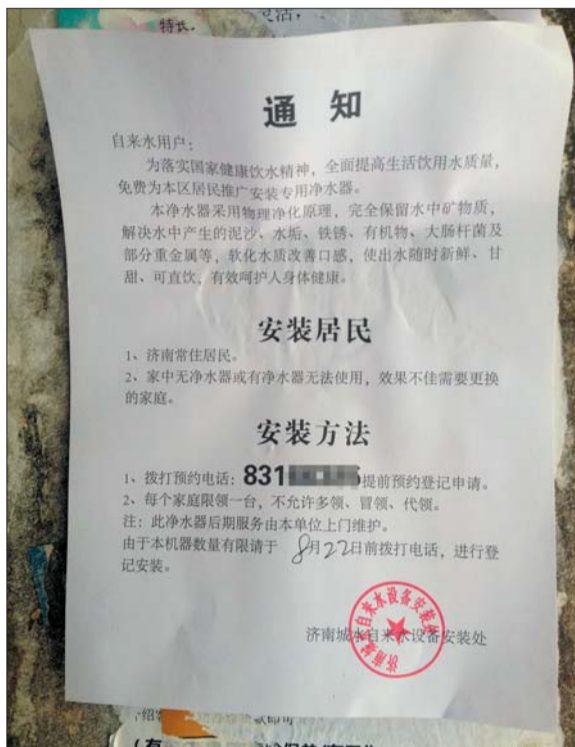 特长.
灵活,
通 知
自来水用户:
为落实国家健康饮水精神，全面提高生活饮用水质量，
免费为本区居民推广安装专用净水器。
本净水器采用物理净化原理，完全保留水中矿物质，
解决水中产生的泥沙、水垢、铁锈、有机物、大肠杆菌及
部分重金属等，软化水质改善口感，使出水随时新鲜、甘
甜、可直饮，有效呵护人身体健康。
安装居民
1、济南常住居民。
2、家中无净水器或有净水器无法使用，效果不佳需要更换
的家庭。
安装方法
1、拨打预约电话：831 提前预约登记申请。
2、每个家庭限领一台，不允许多领、冒领、代领。
注：此净水器后期服务由本单位上门维护。
由于本机器数量有限请于 8月22日前拨打电话，进行登
记安装。
济南城水自来水设备安装处